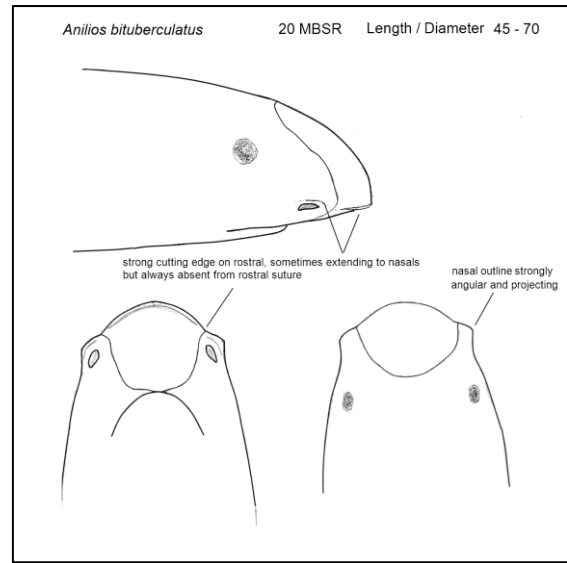 Anilios bituberculatus 20 MBSR Length / Diameter 45 - 70
strong cutting edge on rostral, sometimes extending to nasals
but always absent from rostral suture
nasal outline strongly
angular and projecting